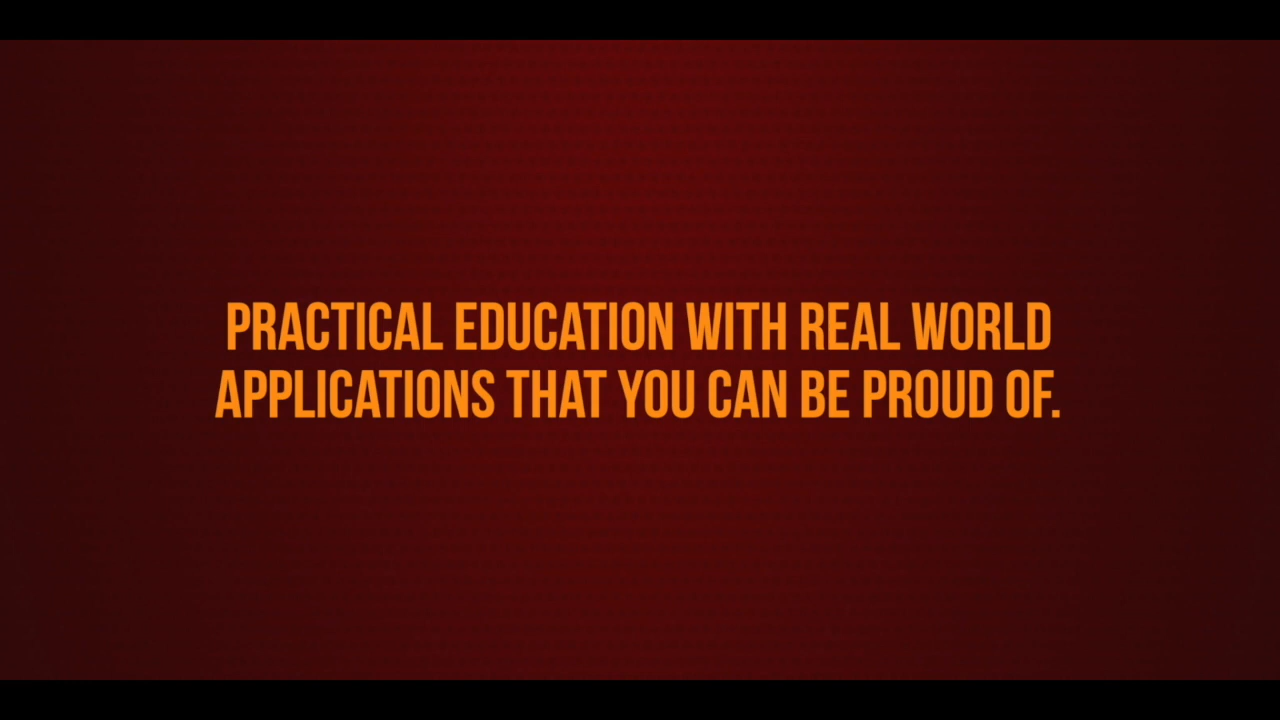 PRACTICAL EDUCATION WITH REAL WORLD
APPLICATIONS THAT YOU CAN BE PROUD OF.